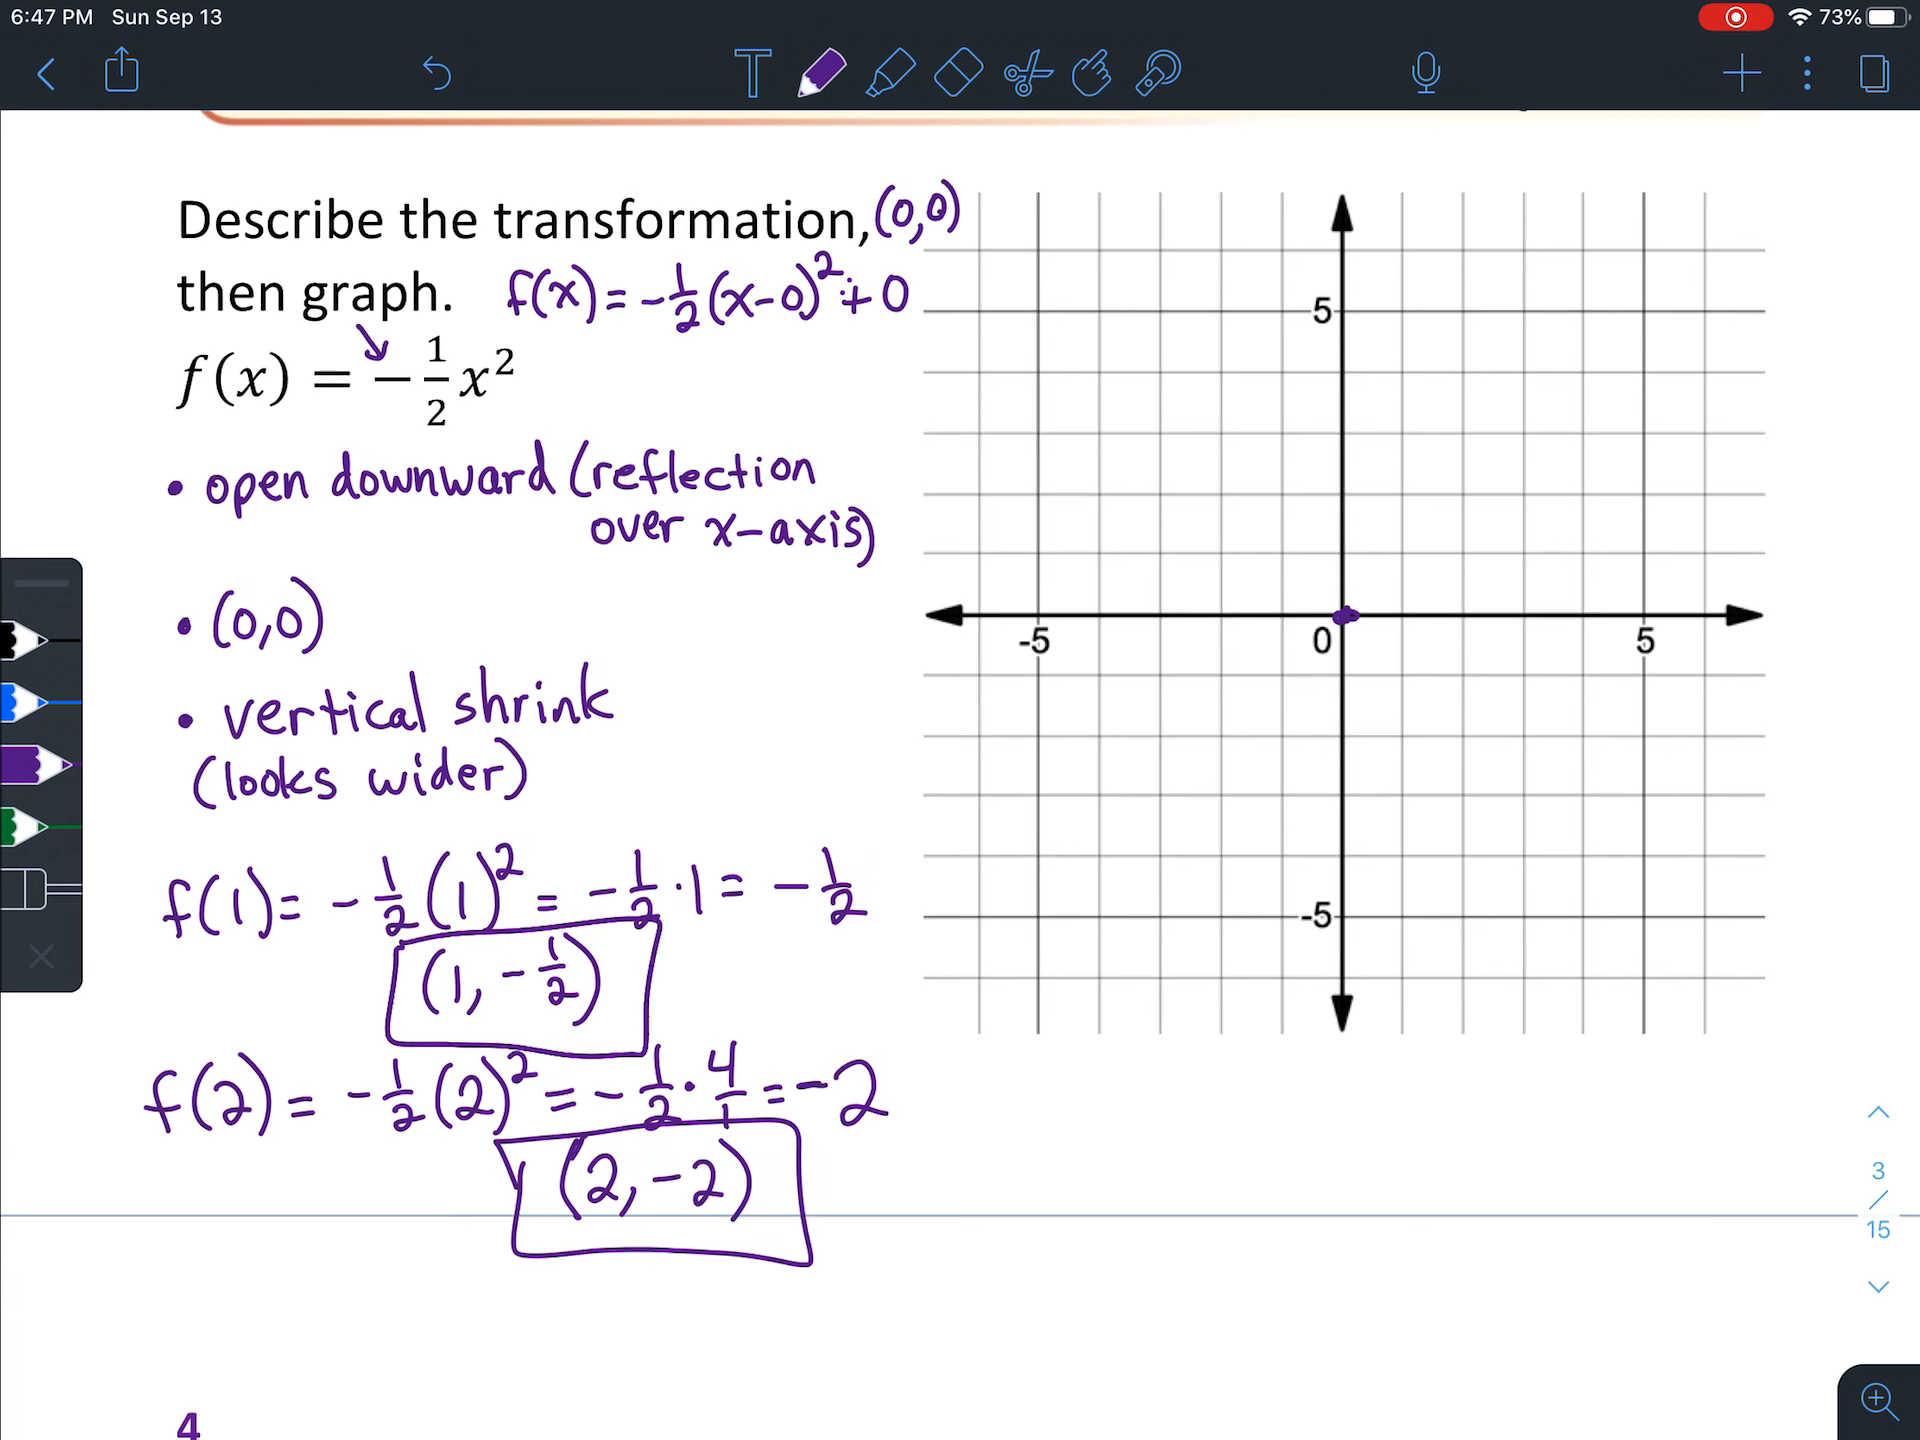 6:47 PM Sun Sep 13
73%
T
Describe the transformation, (0,0)
then graph. f(x) = -1/2(x-0)²+0
f(x) = −1/2x²
• open downward (reflection
over x-axis)
• (0,0)
• vertical shrink
(looks wider)
f(1) = -1/2(1)² = -1/2·1 = -1/2
(1, -1/2)
f(2) = -1/2(2)² = -1/2·4/1 = -2
(2, -2)
5
-5 0 5
-5
3
/
15
4